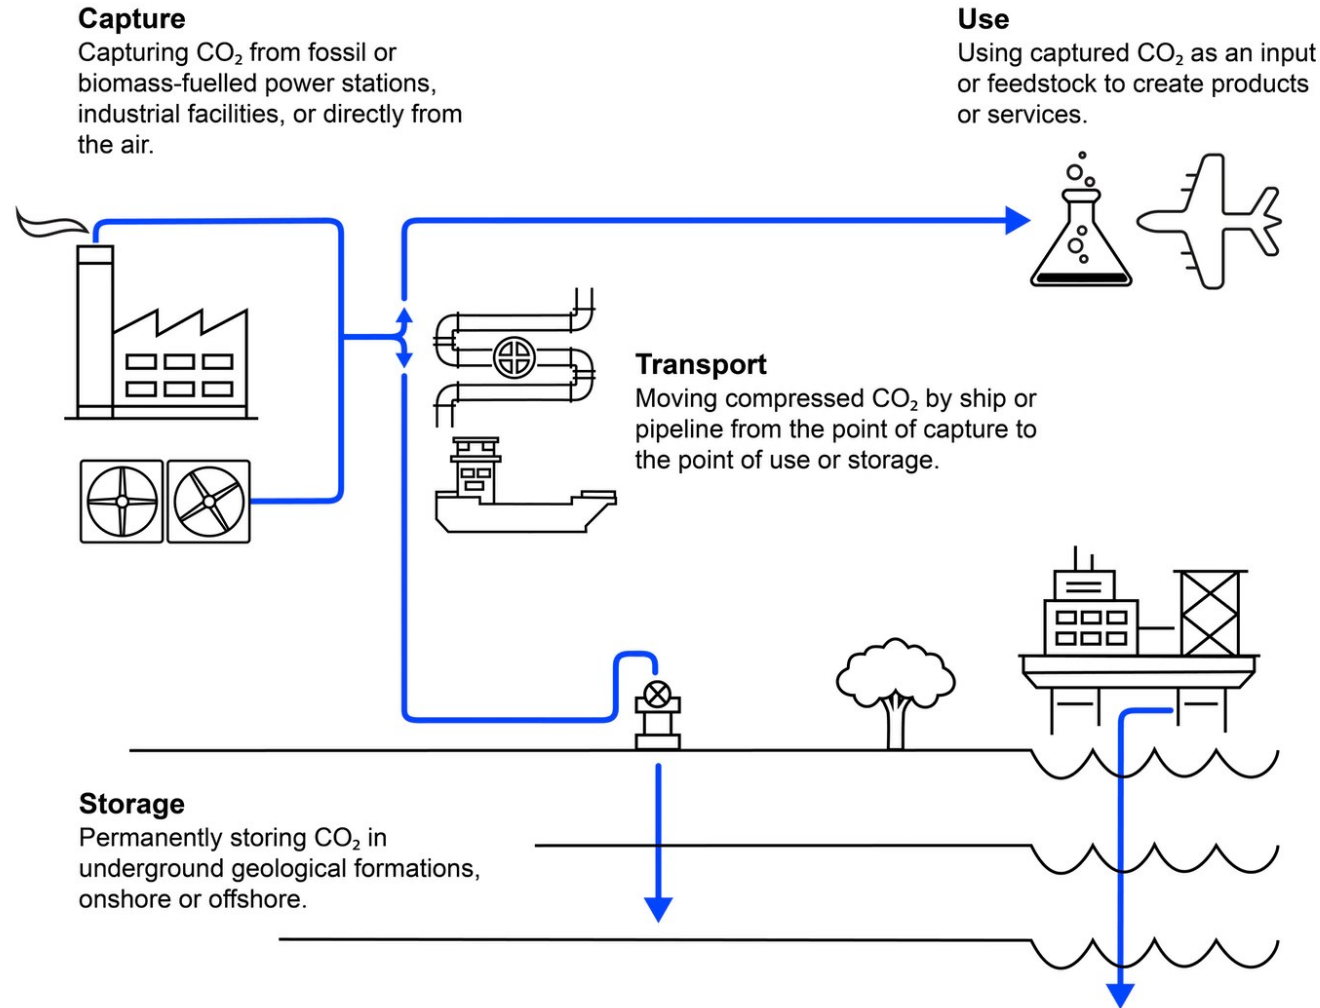 Capture
Capturing CO₂ from fossil or
biomass-fuelled power stations,
industrial facilities, or directly from
the air.
Use
Using captured CO₂ as an input
or feedstock to create products
or services.
Transport
Moving compressed CO₂ by ship or
pipeline from the point of capture to
the point of use or storage.
Storage
Permanently storing CO₂ in
underground geological formations,
onshore or offshore.